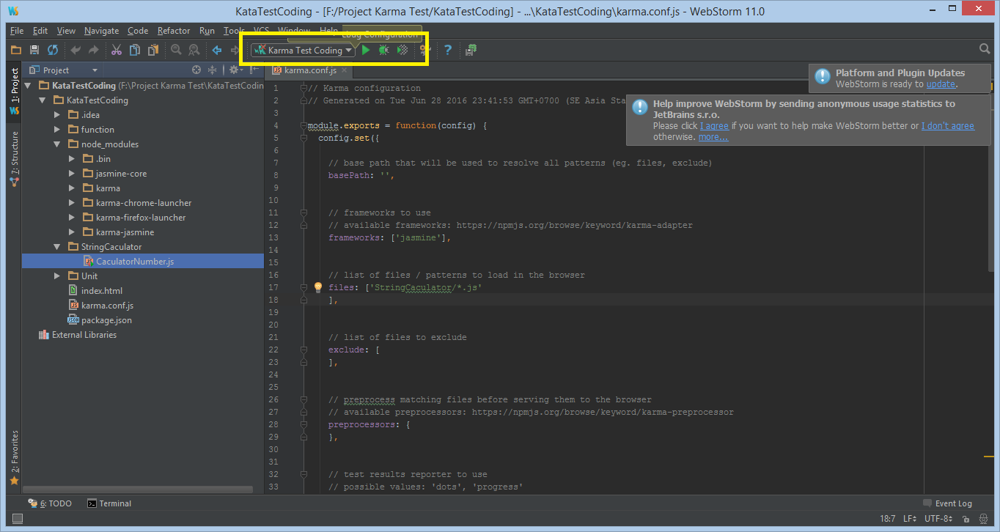 KataTestCoding - [F:/Project Karma Test/KataTestCoding] - ...\KataTestCoding\karma.conf.js - WebStorm 11.0
File Edit View Navigate Code Refactor Run Tools VCS Window Help
Karma Test Coding
Project
karma.conf.js
1: Project
7: Structure
2: Favorites
KataTestCoding (F:\Project Karma Test\KataTestCodin
KataTestCoding
.idea
function
node_modules
.bin
jasmine-core
karma
karma-chrome-launcher
karma-firefox-launcher
karma-jasmine
StringCaculator
CaculatorNumber.js
Unit
index.html
karma.conf.js
package.json
External Libraries
1 // Karma configuration
2 // Generated on Tue Jun 28 2016 23:41:53 GMT+0700 (SE Asia Sta
3
4 module.exports = function(config) {
5 config.set({
6
7 // base path that will be used to resolve all patterns (eg. files, exclude)
8 basePath: '',
9
10
11 // frameworks to use
12 // available frameworks: https://npmjs.org/browse/keyword/karma-adapter
13 frameworks: ['jasmine'],
14
15
16 // list of files / patterns to load in the browser
17 files: ['StringCaculator/*.js'
18 ],
19
20
21 // list of files to exclude
22 exclude: [
23 ],
24
25
26 // preprocess matching files before serving them to the browser
27 // available preprocessors: https://npmjs.org/browse/keyword/karma-preprocessor
28 preprocessors: {
29 },
30
31
32 // test results reporter to use
33 // possible values: 'dots', 'progress'
Platform and Plugin Updates
WebStorm is ready to update.
Help improve WebStorm by sending anonymous usage statistics to
JetBrains s.r.o.
Please click I agree if you want to help make WebStorm better or I don't agree
otherwise. more...
6: TODO Terminal Event Log
18:7 LF UTF-8